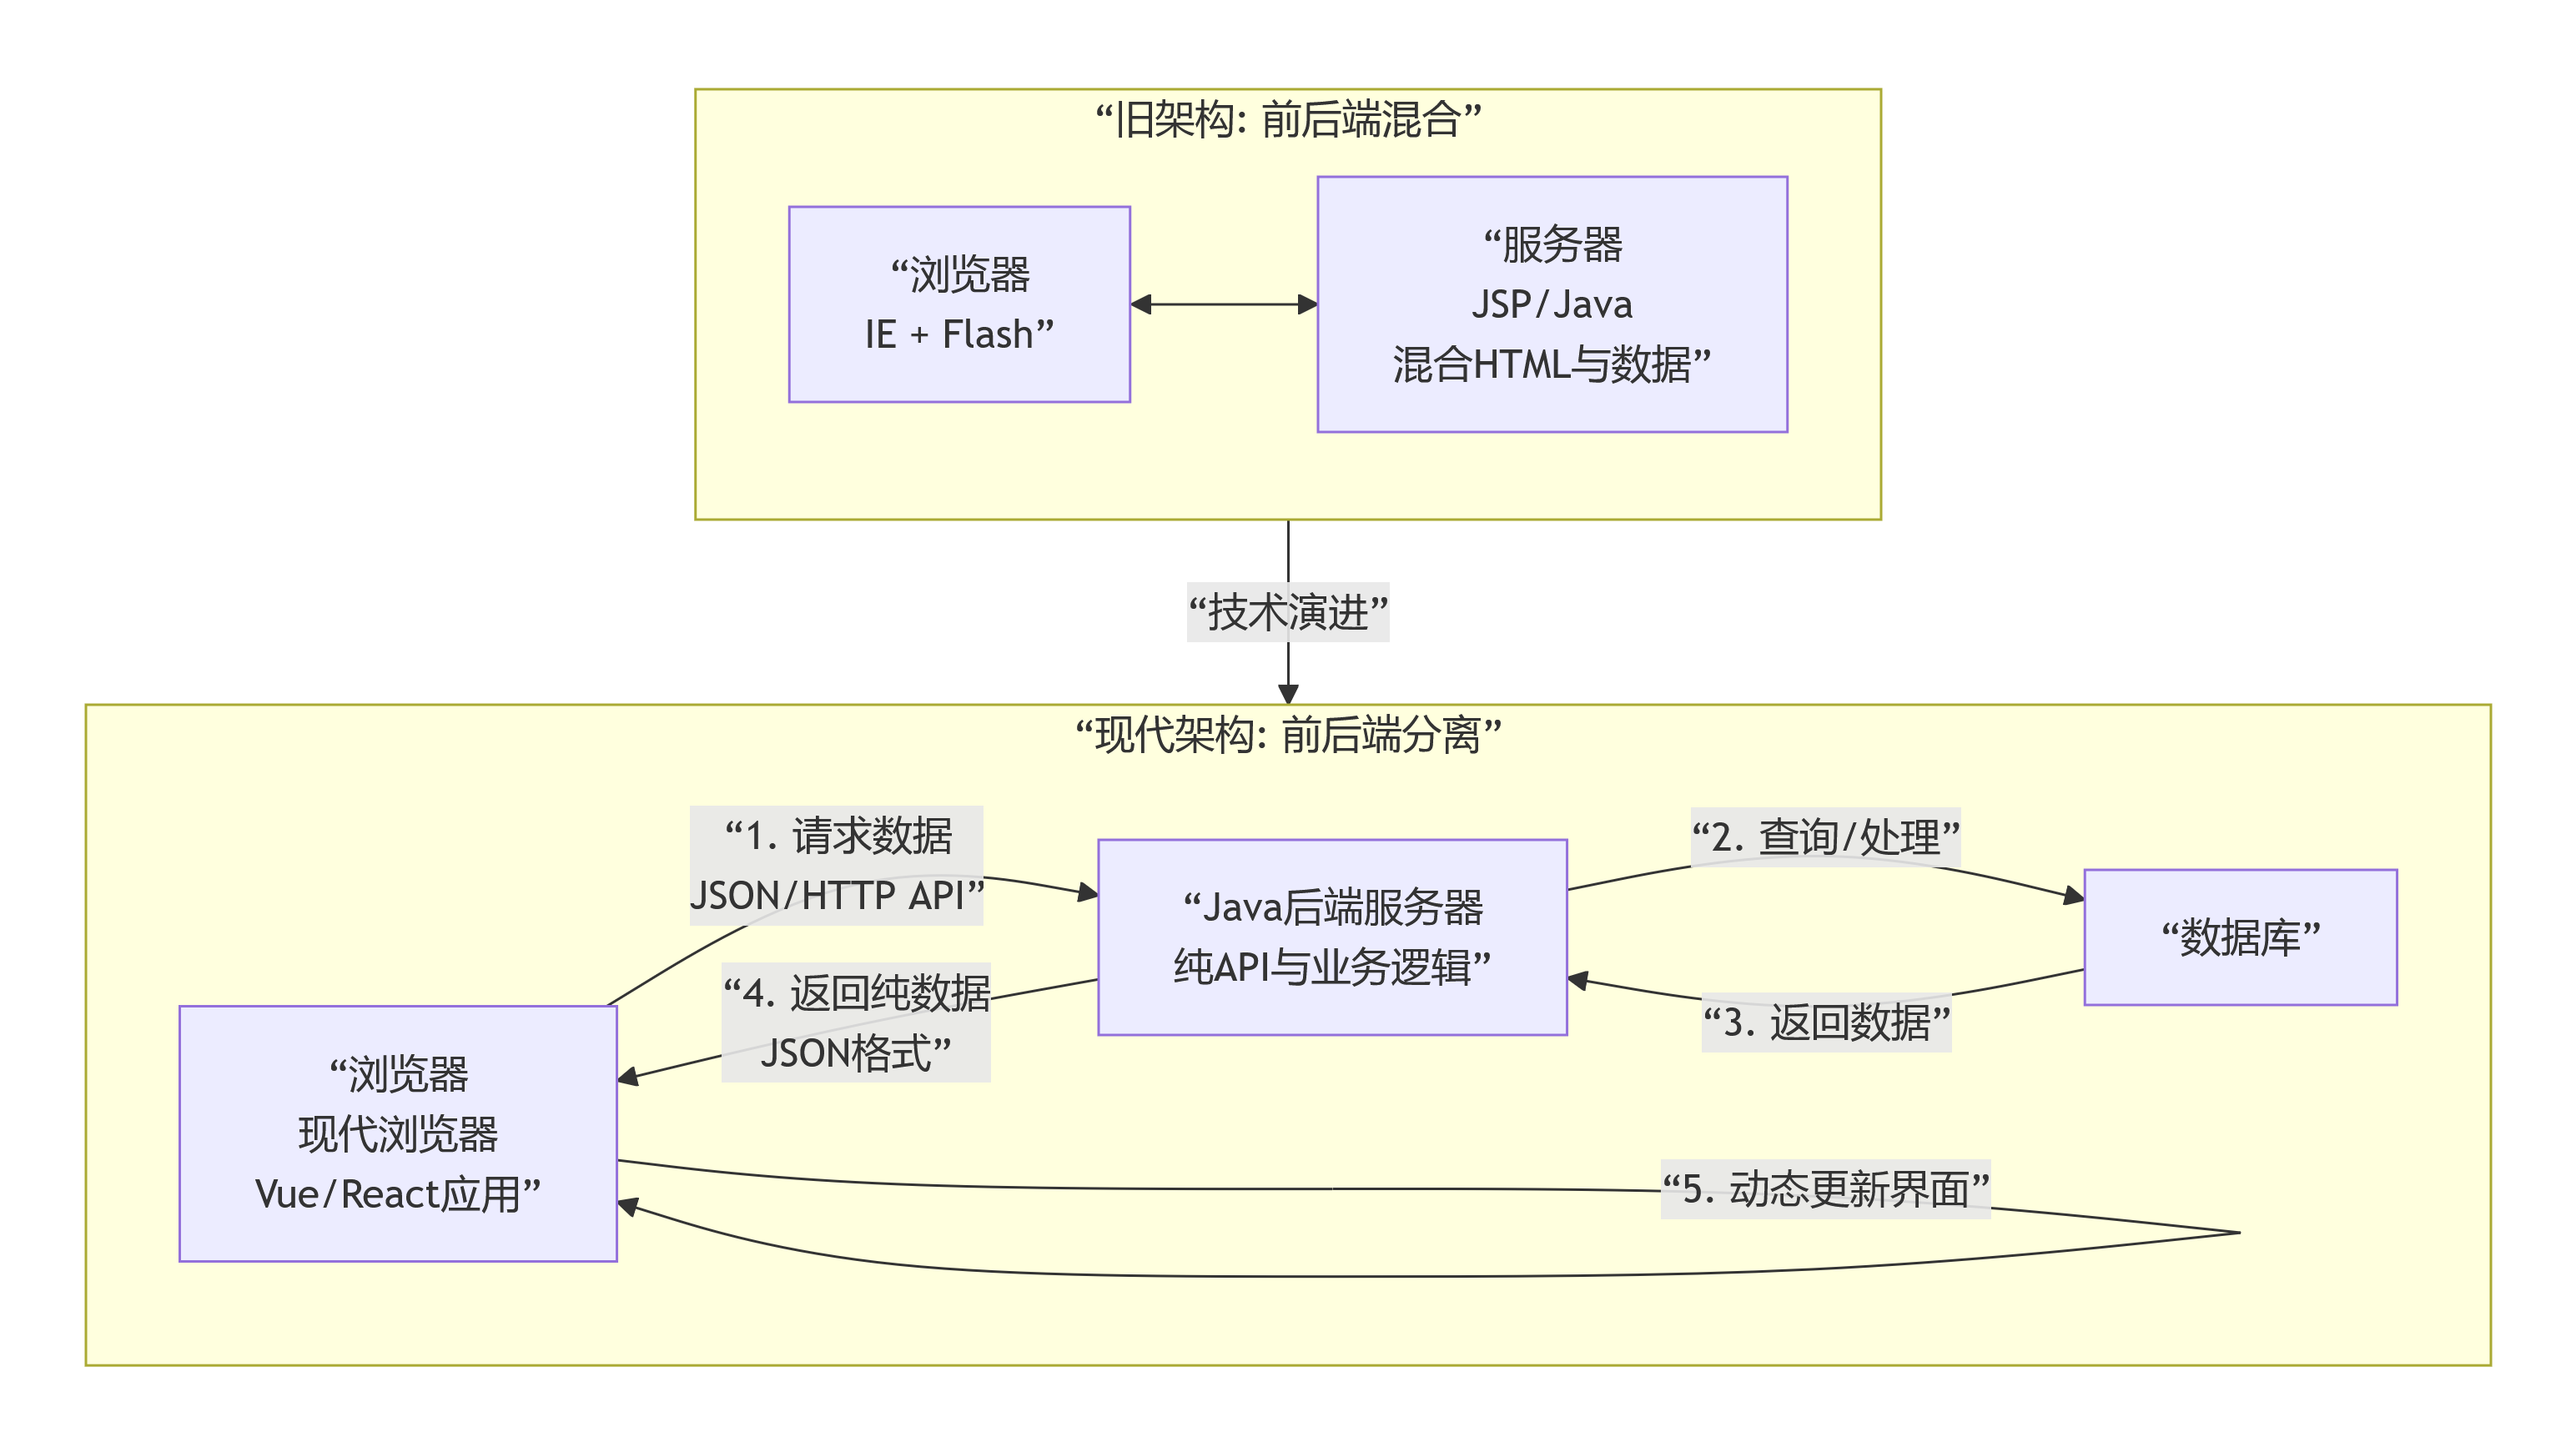 “旧架构: 前后端混合”
“浏览器
IE + Flash”
“服务器
JSP/Java
混合HTML与数据”
“技术演进”
“现代架构: 前后端分离”
“1. 请求数据
JSON/HTTP API”
“2. 查询/处理”
“Java后端服务器
纯API与业务逻辑”
“数据库”
“4. 返回纯数据
JSON格式”
“3. 返回数据”
“浏览器
现代浏览器
Vue/React应用”
“5. 动态更新界面”